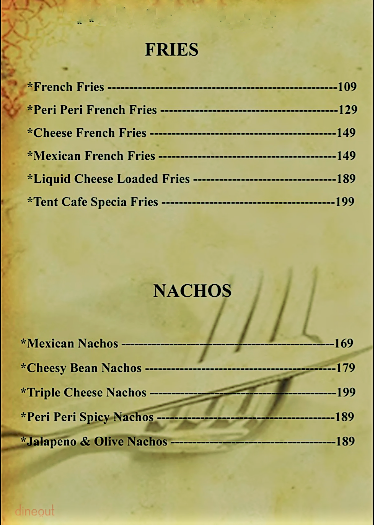 FRIES
*French Fries ---------------------------------------------------109
*Peri Peri French Fries ----------------------------------------129
*Cheese French Fries ------------------------------------------149
*Mexican French Fries ----------------------------------------149
*Liquid Cheese Loaded Fries --------------------------------189
*Tent Cafe Specia Fries ---------------------------------------199
NACHOS
*Mexican Nachos -----------------------------------------------169
*Cheesy Bean Nachos ------------------------------------------179
*Triple Cheese Nachos -----------------------------------------199
*Peri Peri Spicy Nachos ----------------------------------------189
*Jalapeno & Olive Nachos -------------------------------------189
dineout